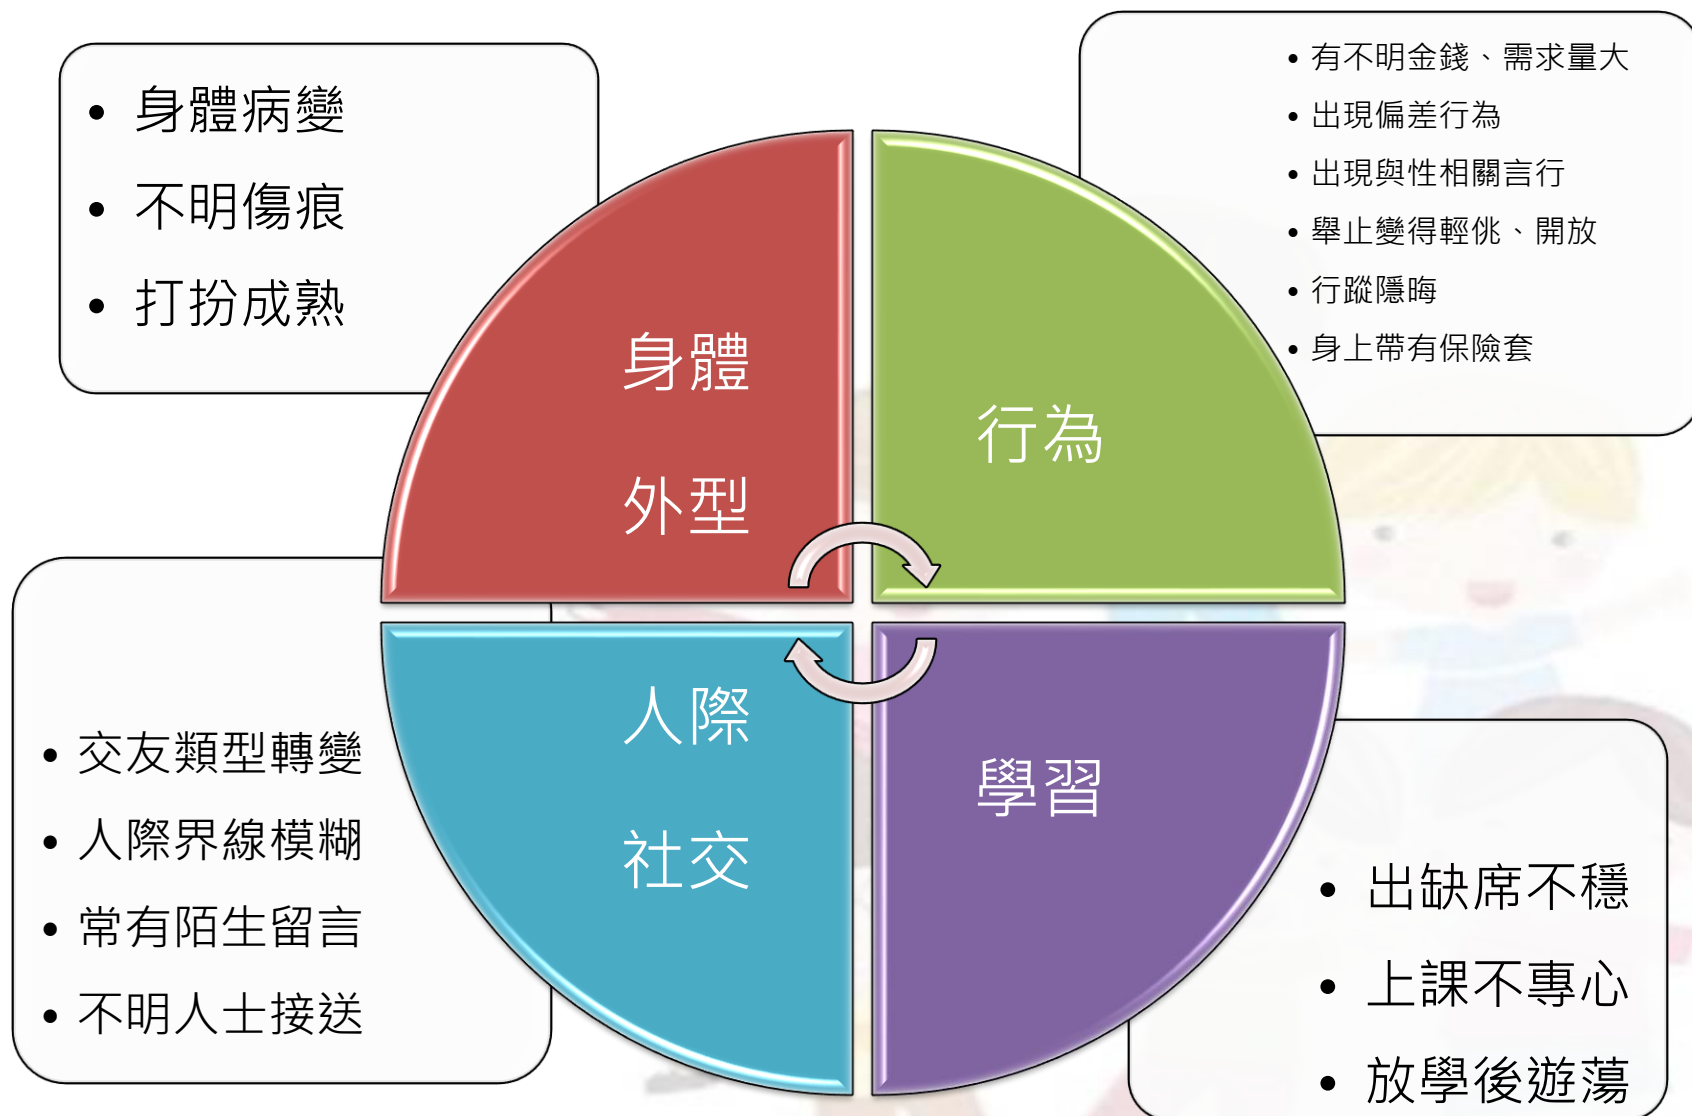 • 身體病變
• 不明傷痕
• 打扮成熟
• 有不明金錢、需求量大
• 出現偏差行為
• 出現與性相關言行
• 舉止變得輕佻、開放
• 行蹤隱晦
• 身上帶有保險套
身體
外型
行為
人際
社交
學習
• 交友類型轉變
• 人際界線模糊
• 常有陌生留言
• 不明人士接送
• 出缺席不穩
• 上課不專心
• 放學後遊蕩